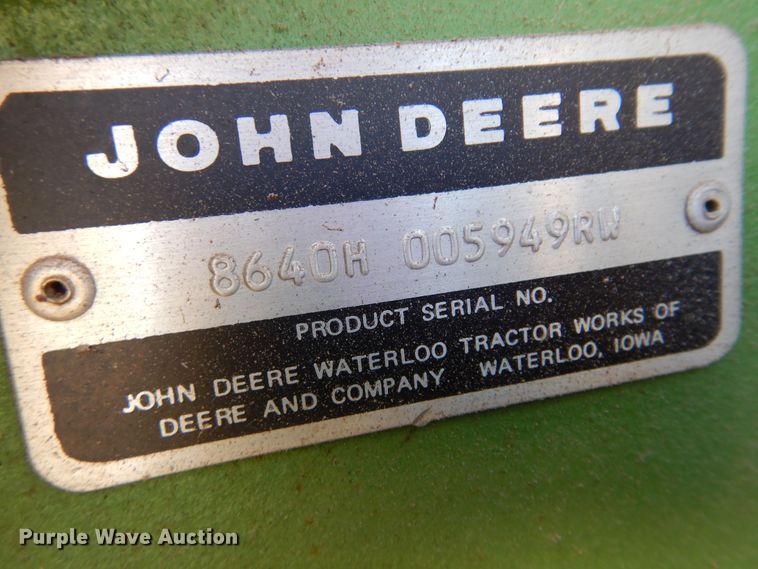 JOHN DEERE
8640H 005949RW
PRODUCT SERIAL NO.
JOHN DEERE WATERLOO TRACTOR WORKS OF
DEERE AND COMPANY WATERLOO, IOWA
Purple Wave Auction